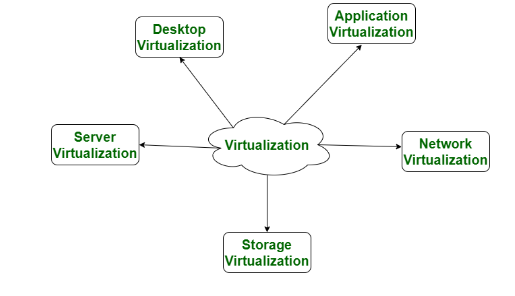 Application
Virtualization
Desktop
Virtualization
Server
Virtualization
Virtualization
Network
Virtualization
Storage
Virtualization